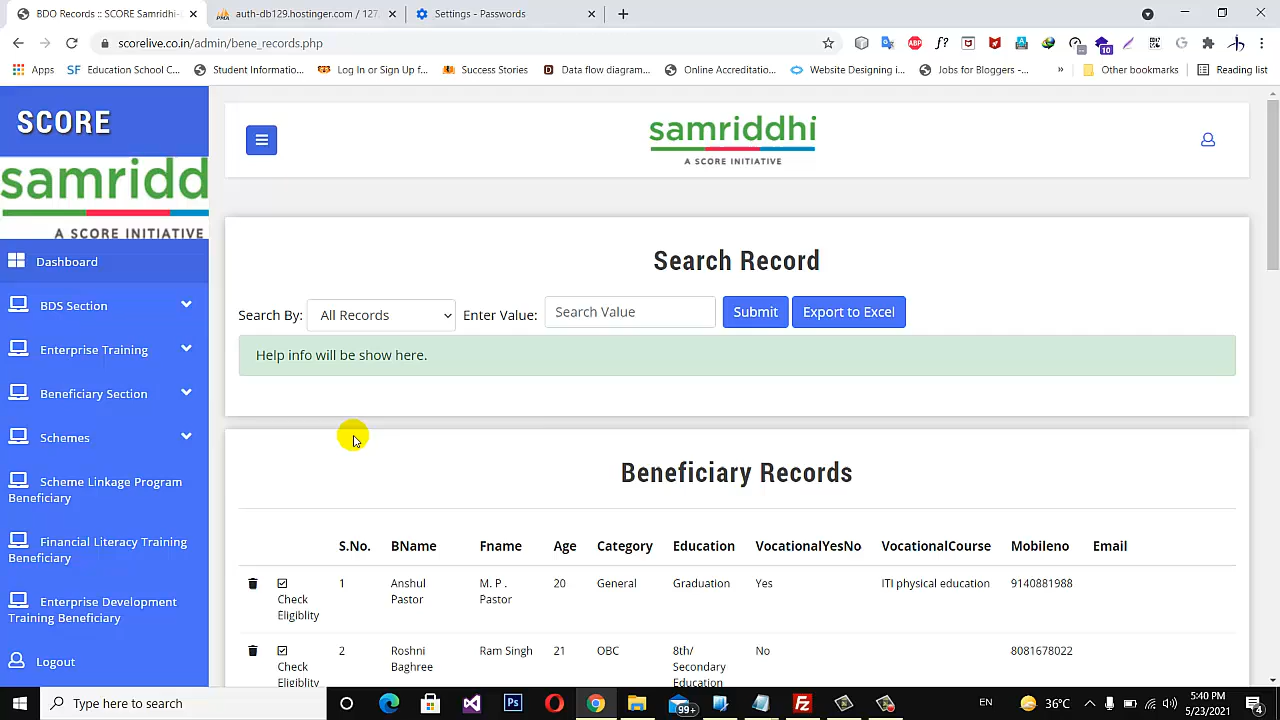 BDO Records :: SCORE Samridhi-
auth-db129.hostinger.com / 127.
Settings - Passwords
scorelive.co.in/admin/bene_records.php
Apps
Education School C...
Student Informati...
Log In or Sign Up f...
Success Stories
Data flow diagram...
Online Accreditatio...
Website Designing i...
Jobs for Bloggers -...
Other bookmarks
Reading list
SCORE
samridd
A SCORE INITIATIVE
samriddhi
A SCORE INITIATIVE
Dashboard
BDS Section
Enterprise Training
Beneficiary Section
Schemes
Scheme Linkage Program
Beneficiary
Financial Literacy Training
Beneficiary
Enterprise Development
Training Beneficiary
Logout
Search Record
Search By: All Records Enter Value: Search Value Submit Export to Excel
Help info will be show here.
Beneficiary Records
S.No. BName Fname Age Category Education VocationalYesNo VocationalCourse Mobileno Email
Check Eligiblity 1 Anshul Pastor M. P . Pastor 20 General Graduation Yes ITI physical education 9140881988
Check Eligiblity 2 Roshni Baghree Ram Singh 21 OBC 8th/ Secondary Education No 8081678022
Type here to search
99+
EN
36°C
5:40 PM
5/23/2021